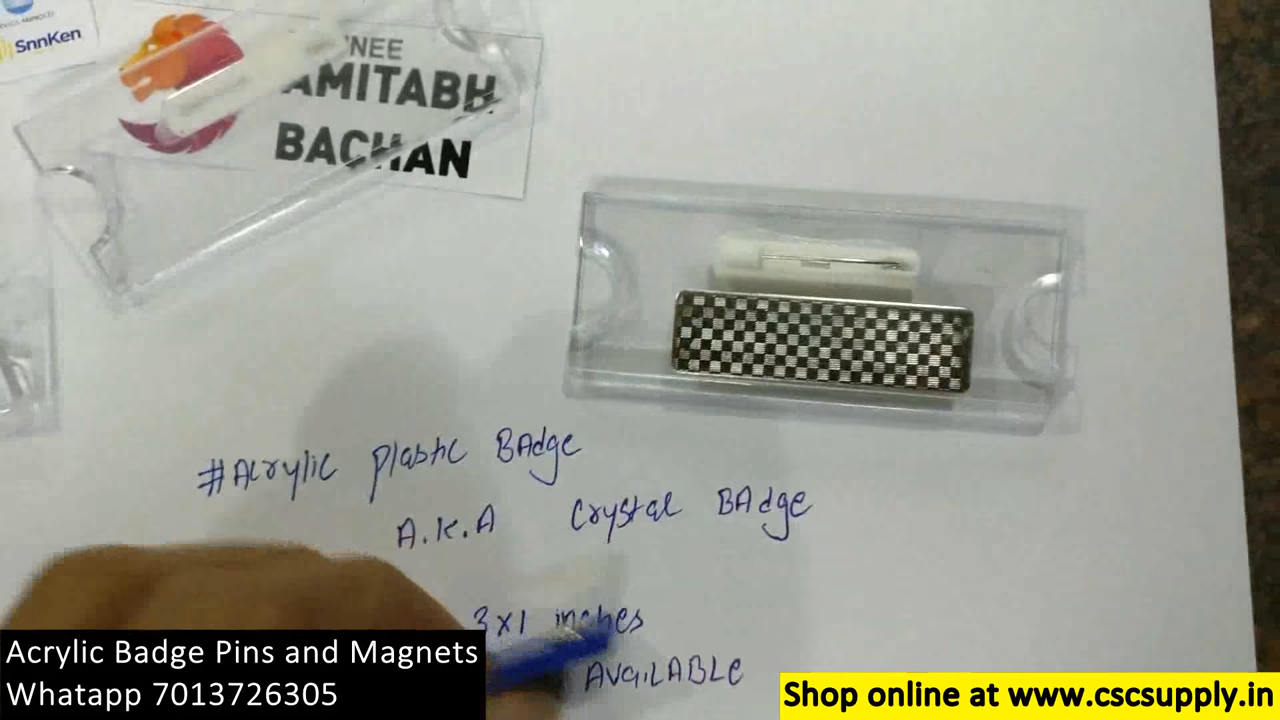 SnnKen
NEE
AMITABH
BACHAN
#Acrylic plastic BAdge
A.K.A Crystal BAdge
3x1 inches
AVAiLABLe
Acrylic Badge Pins and Magnets
Whatapp 7013726305
Shop online at www.cscsupply.in